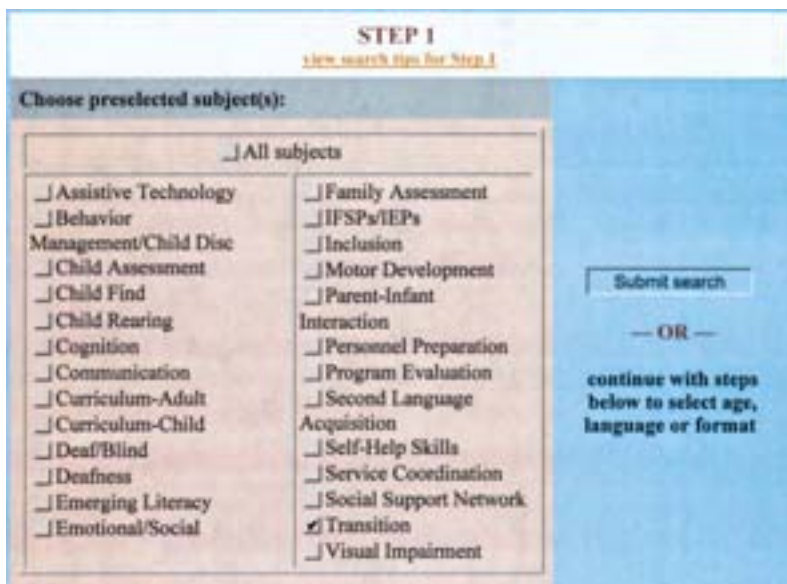 STEP 1
view search tips for Step 1
Choose preselected subject(s):
All subjects
Assistive Technology
Behavior
Management/Child Disc
Child Assessment
Child Find
Child Rearing
Cognition
Communication
Curriculum-Adult
Curriculum-Child
Deaf/Blind
Deafness
Emerging Literacy
Emotional/Social
Family Assessment
IFSPs/IEPs
Inclusion
Motor Development
Parent-Infant
Interaction
Personnel Preparation
Program Evaluation
Second Language
Acquisition
Self-Help Skills
Service Coordination
Social Support Network
Transition
Visual Impairment
Submit search
— OR —
continue with steps
below to select age,
language or format